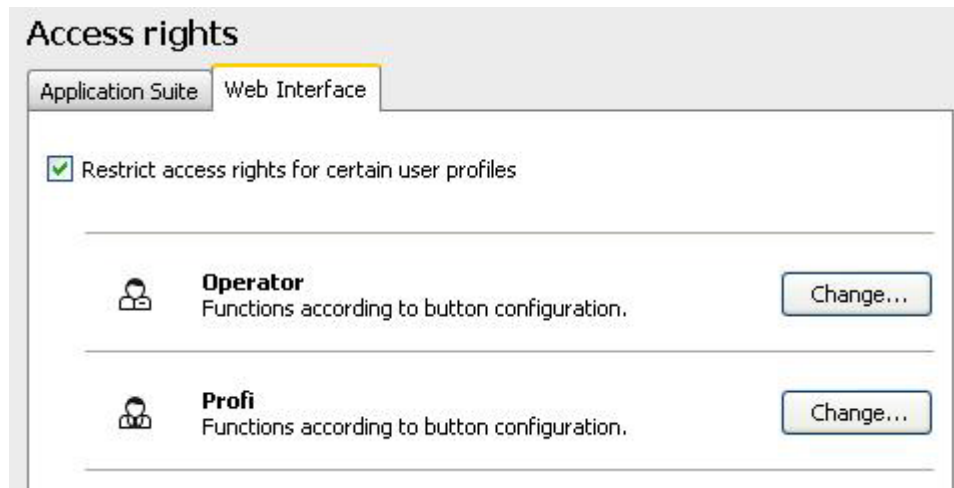 Access rights
Application Suite
Web Interface
Restrict access rights for certain user profiles
Operator
Functions according to button configuration.
Change...
Profi
Functions according to button configuration.
Change...